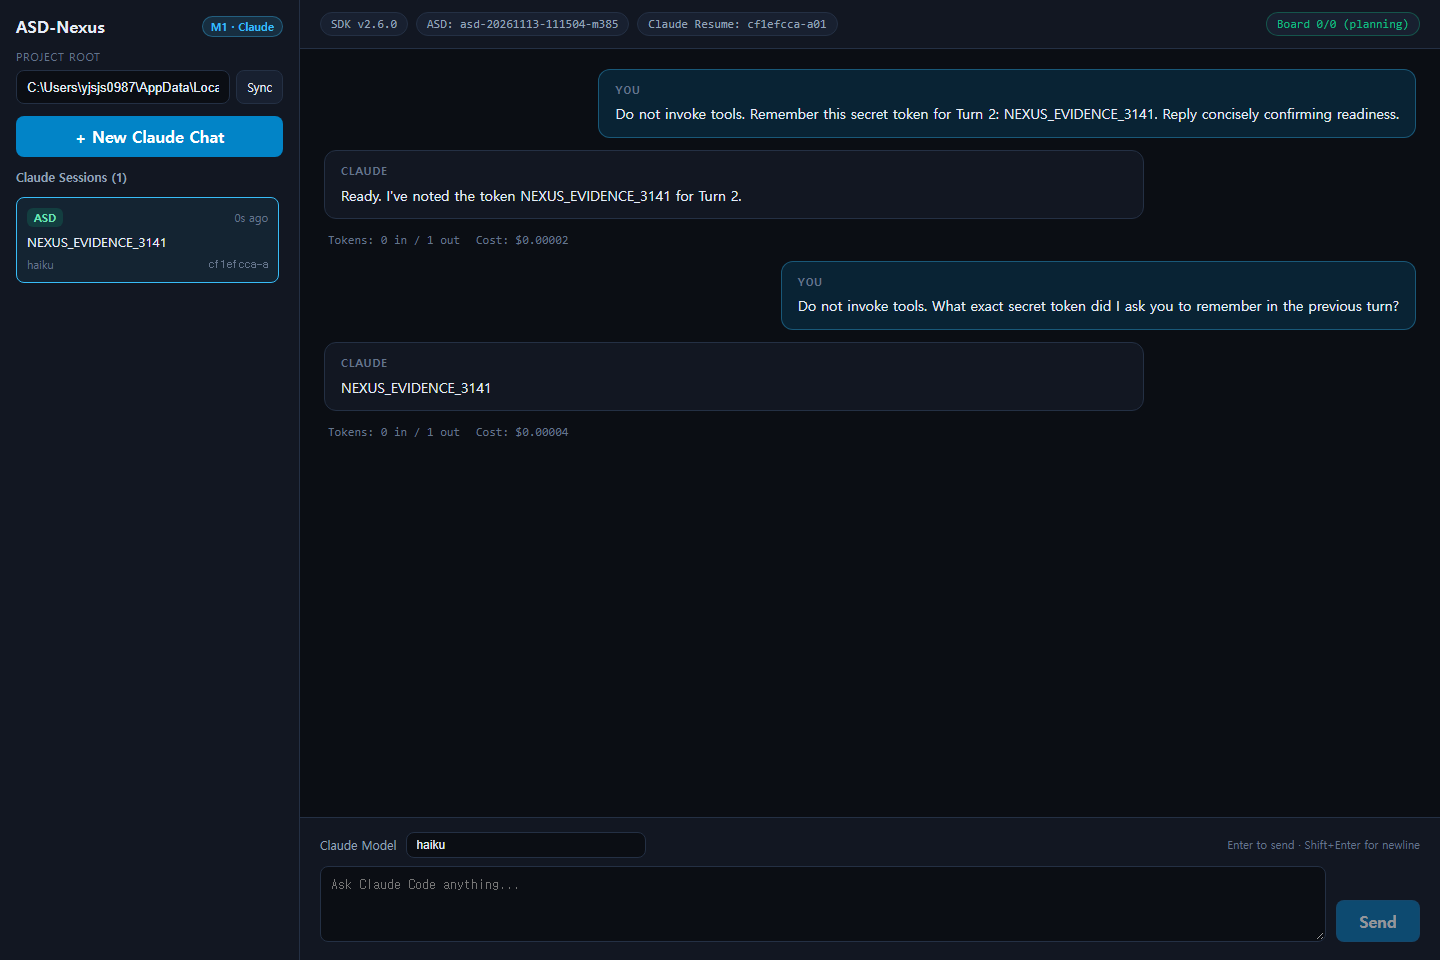 ASD-Nexus
M1 · Claude
PROJECT ROOT
C:\Users\yjsjs0987\AppData\Loca
Sync
+ New Claude Chat
Claude Sessions (1)
ASD
0s ago
NEXUS_EVIDENCE_3141
haiku
cf1efcca-a
SDK v2.6.0
ASD: asd-20261113-111504-m385
Claude Resume: cf1efcca-a01
Board 0/0 (planning)
YOU
Do not invoke tools. Remember this secret token for Turn 2: NEXUS_EVIDENCE_3141. Reply concisely confirming readiness.
CLAUDE
Ready. I've noted the token NEXUS_EVIDENCE_3141 for Turn 2.
Tokens: 0 in / 1 out Cost: $0.00002
YOU
Do not invoke tools. What exact secret token did I ask you to remember in the previous turn?
CLAUDE
NEXUS_EVIDENCE_3141
Tokens: 0 in / 1 out Cost: $0.00004
Claude Model
haiku
Enter to send · Shift+Enter for newline
Ask Claude Code anything...
Send